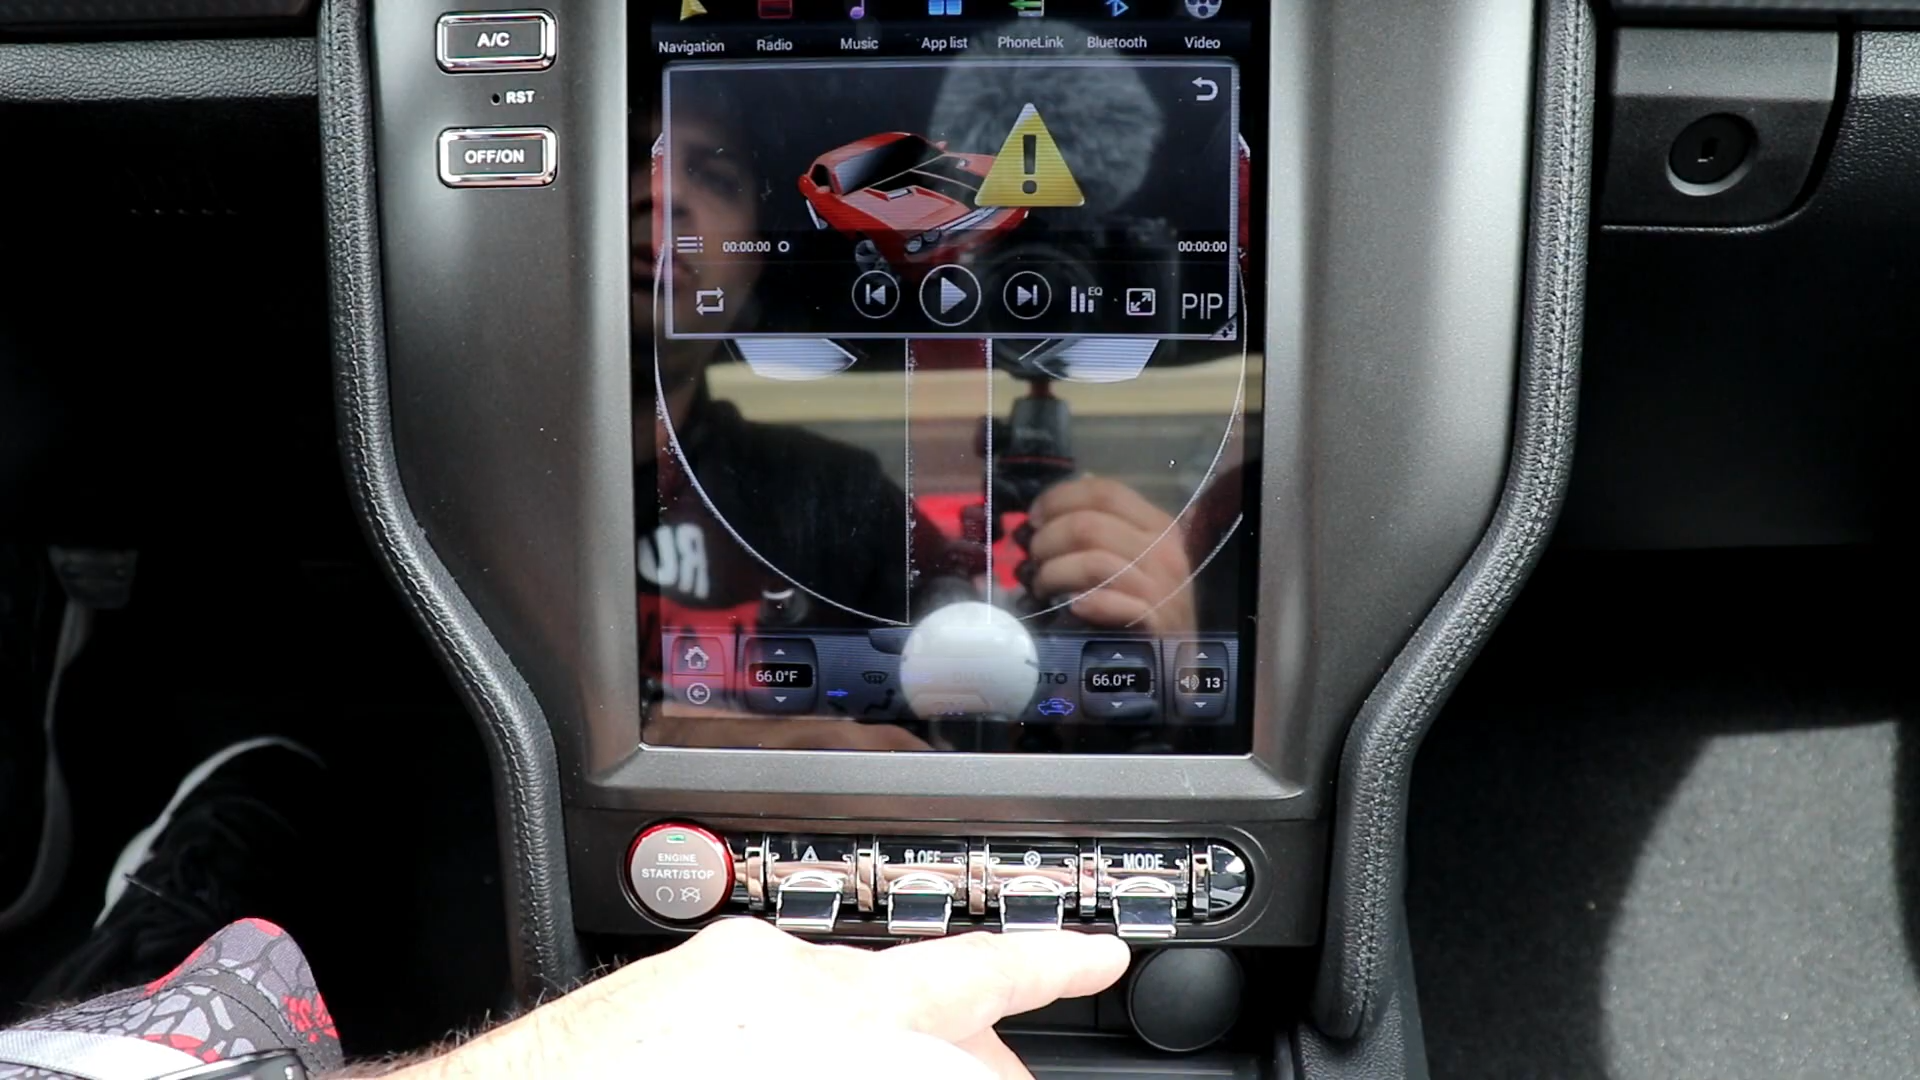 A/C
RST
OFF/ON
Navigation Radio Music App list PhoneLink Bluetooth Video
00:00:00 00:00:00
EQ
PIP
66.0°F 66.0°F 13
ENGINE
START/STOP
OFF
MODE